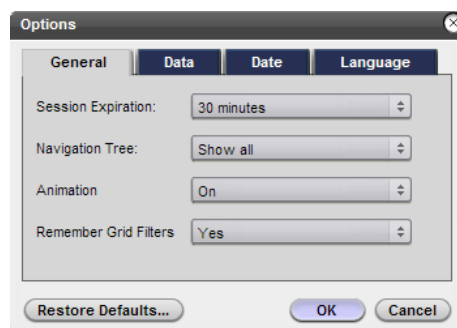 Options
General Data Date Language
Session Expiration: 30 minutes
Navigation Tree: Show all
Animation On
Remember Grid Filters Yes
Restore Defaults... OK Cancel